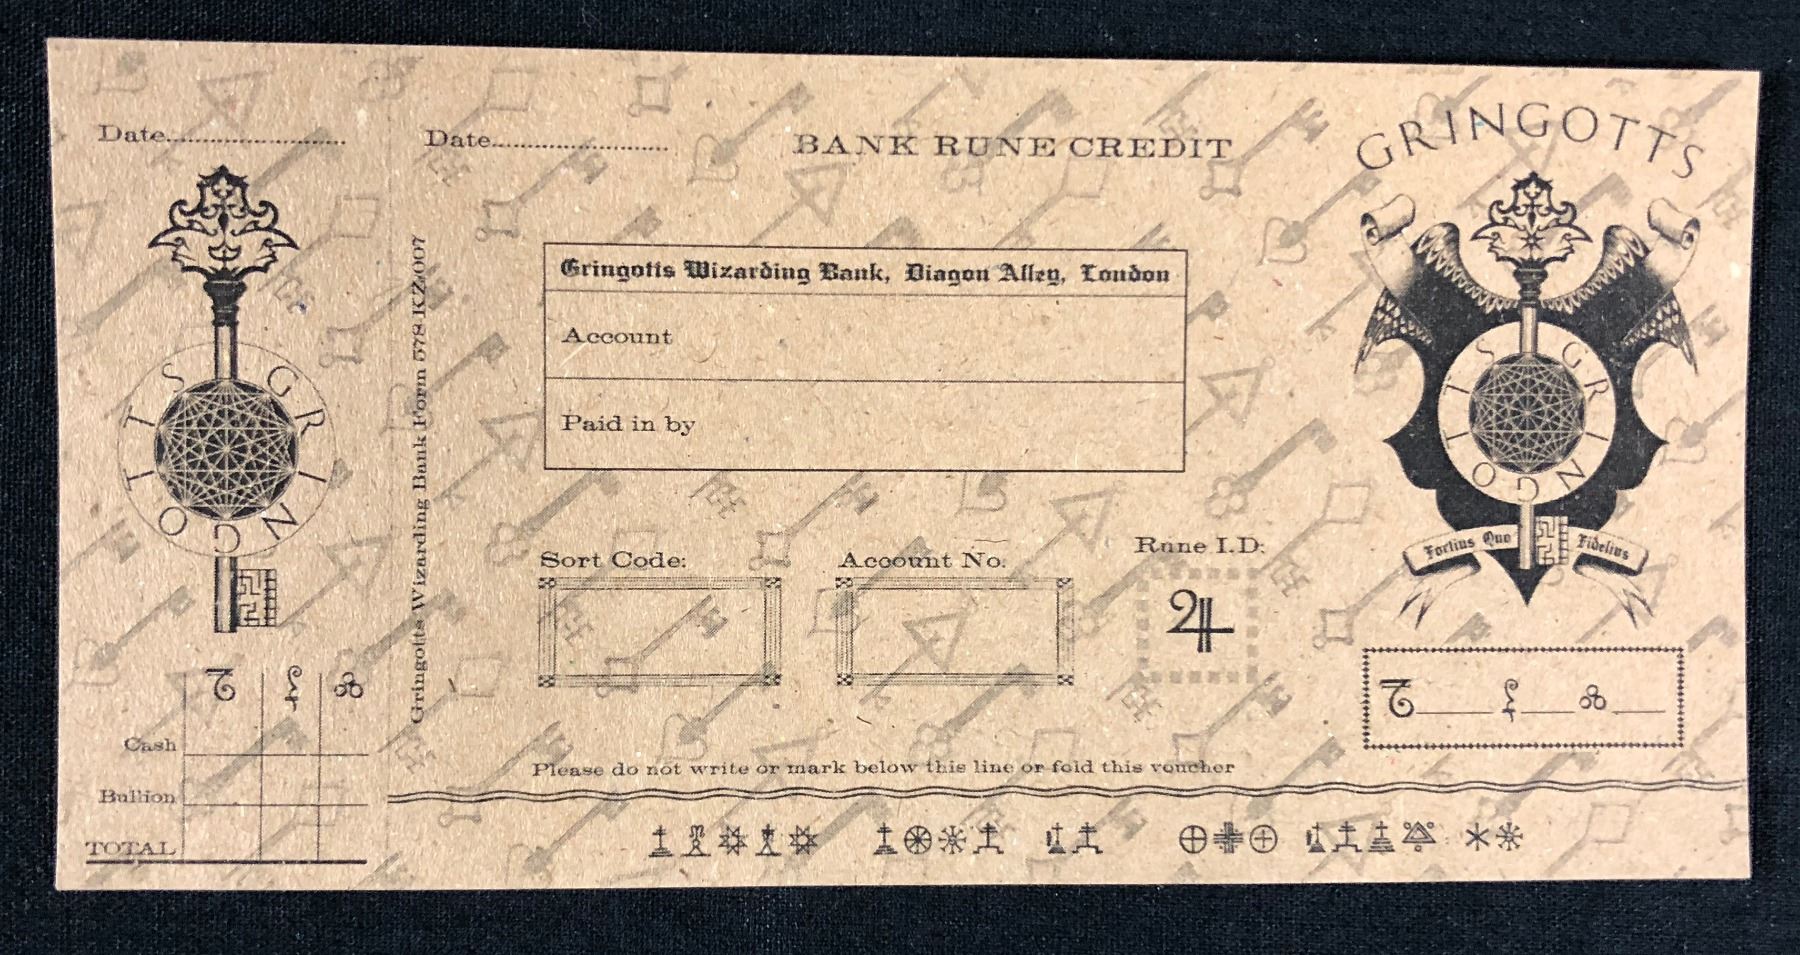 Date
GRINGOTTS
Cash
Bullion
TOTAL
Gringotts Wizarding Bank Form 578 KZ007
Date
BANK RUNE CREDIT
Gringotts Wizarding Bank, Diagon Alley, London
Account
Paid in by
Sort Code:
Account No.
Rune I.D:
Please do not write or mark below this line or fold this voucher
GRINGOTTS
GRINGOTTS
Fortius Quo Fidelius